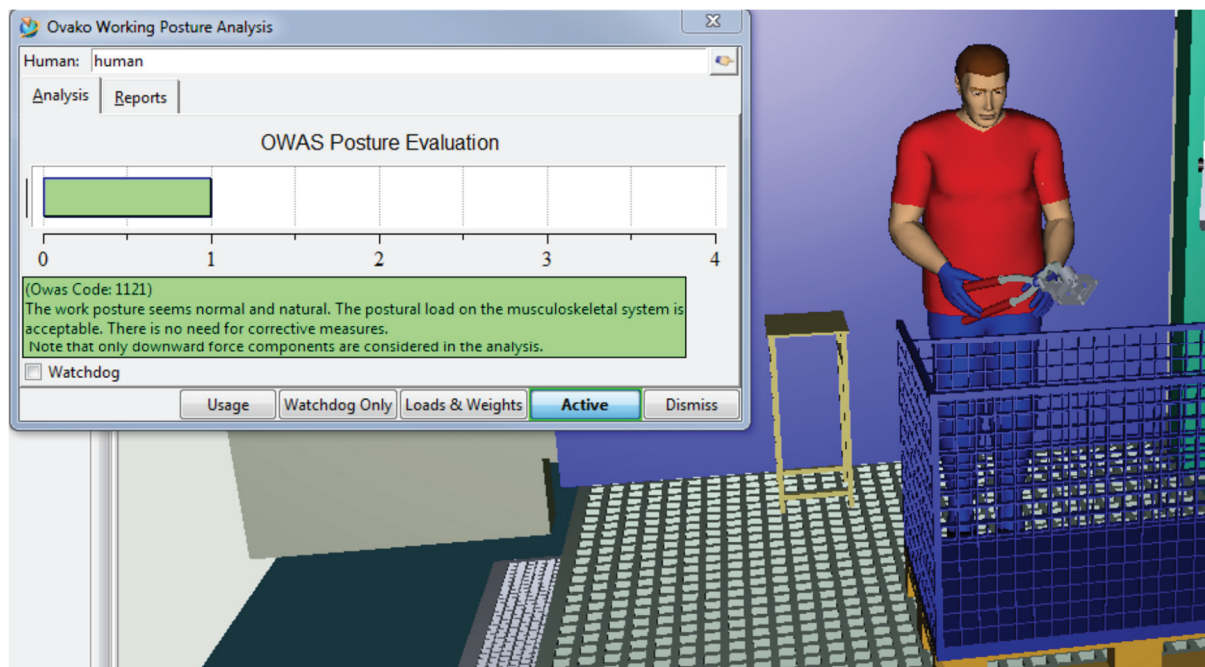 Ovako Working Posture Analysis
Human: human
Analysis Reports
OWAS Posture Evaluation
0 1 2 3 4
(Owas Code: 1121)
The work posture seems normal and natural. The postural load on the musculoskeletal system is
acceptable. There is no need for corrective measures.
Note that only downward force components are considered in the analysis.
Watchdog
Usage Watchdog Only Loads & Weights Active Dismiss